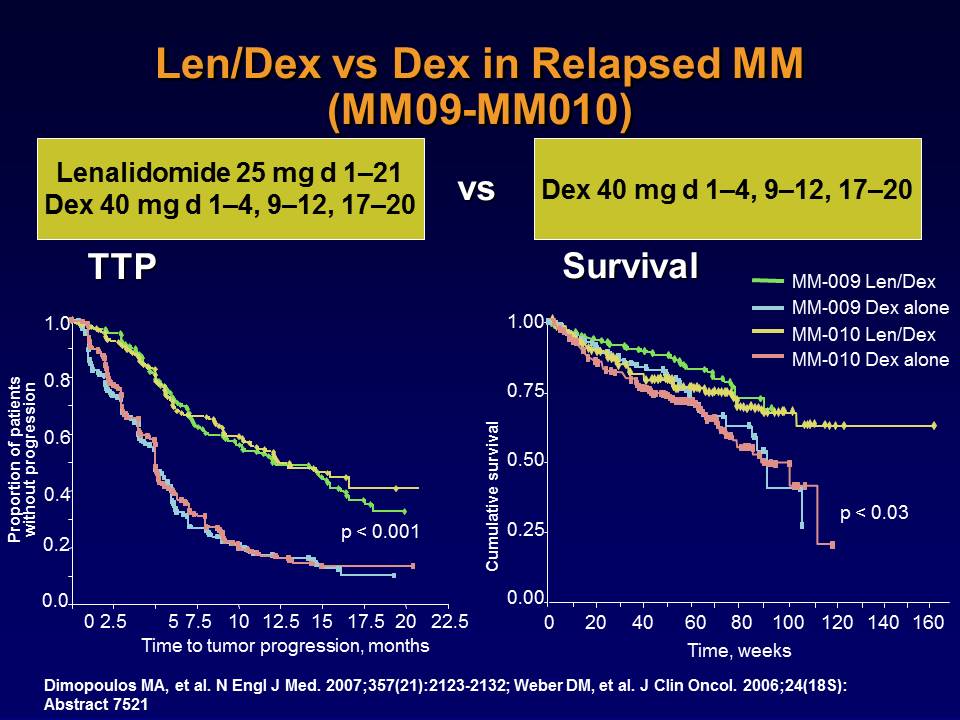 Len/Dex vs Dex in Relapsed MM
(MM09-MM010)
Lenalidomide 25 mg d 1–21
Dex 40 mg d 1–4, 9–12, 17–20
vs
Dex 40 mg d 1–4, 9–12, 17–20
TTP
Survival
MM-009 Len/Dex
MM-009 Dex alone
MM-010 Len/Dex
MM-010 Dex alone
Proportion of patients
without progression
1.0
0.8
0.6
0.4
0.2
0.0
p < 0.001
0 2.5 5 7.5 10 12.5 15 17.5 20 22.5
Time to tumor progression, months
Cumulative survival
1.00
0.75
0.50
0.25
0.00
p < 0.03
0 20 40 60 80 100 120 140 160
Time, weeks
Dimopoulos MA, et al. N Engl J Med. 2007;357(21):2123-2132; Weber DM, et al. J Clin Oncol. 2006;24(18S):
Abstract 7521